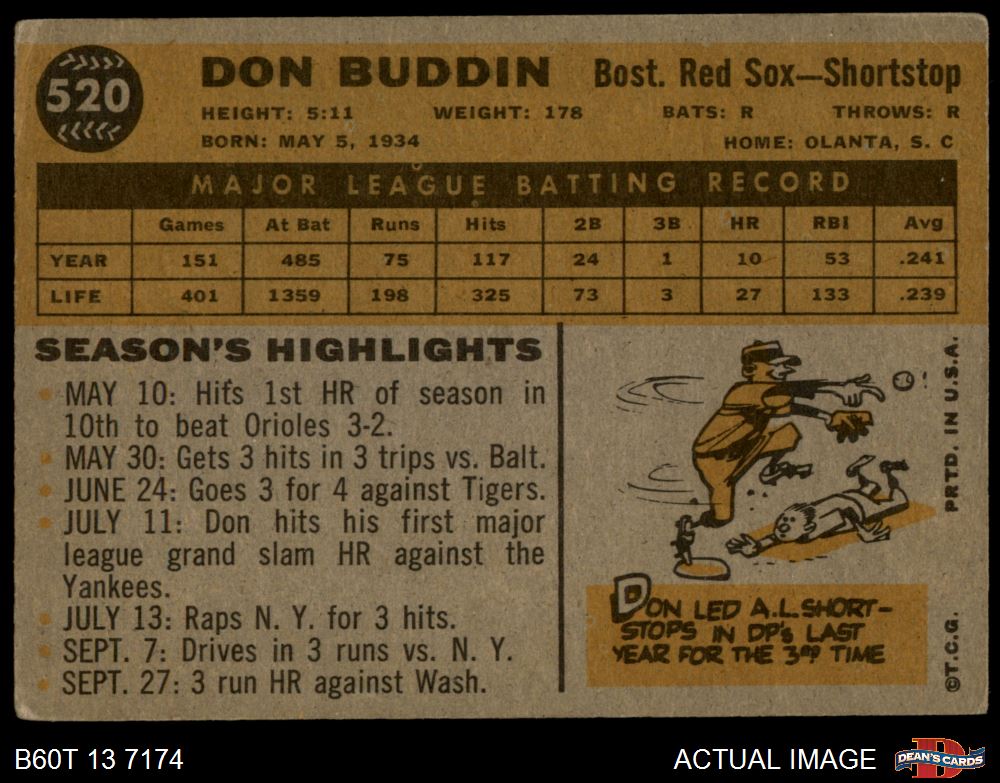 520
DON BUDDIN Bost. Red Sox—Shortstop
HEIGHT: 5:11 WEIGHT: 178 BATS: R THROWS: R
BORN: MAY 5, 1934 HOME: OLANTA, S. C
MAJOR LEAGUE BATTING RECORD
Games At Bat Runs Hits 2B 3B HR RBI Avg
YEAR 151 485 75 117 24 1 10 53 .241
LIFE 401 1359 198 325 73 3 27 133 .239
SEASON'S HIGHLIGHTS
• MAY 10: Hits 1st HR of season in
10th to beat Orioles 3-2.
• MAY 30: Gets 3 hits in 3 trips vs. Balt.
• JUNE 24: Goes 3 for 4 against Tigers.
• JULY 11: Don hits his first major
league grand slam HR against the
Yankees.
• JULY 13: Raps N. Y. for 3 hits.
• SEPT. 7: Drives in 3 runs vs. N. Y.
• SEPT. 27: 3 run HR against Wash.
DON LED A.L. SHORT-
STOPS IN DP's LAST
YEAR FOR THE 3RD TIME
©T.C.G. PRTD. IN U.S.A.
B60T 13 7174
ACTUAL IMAGE
D
DEAN'S CARDS